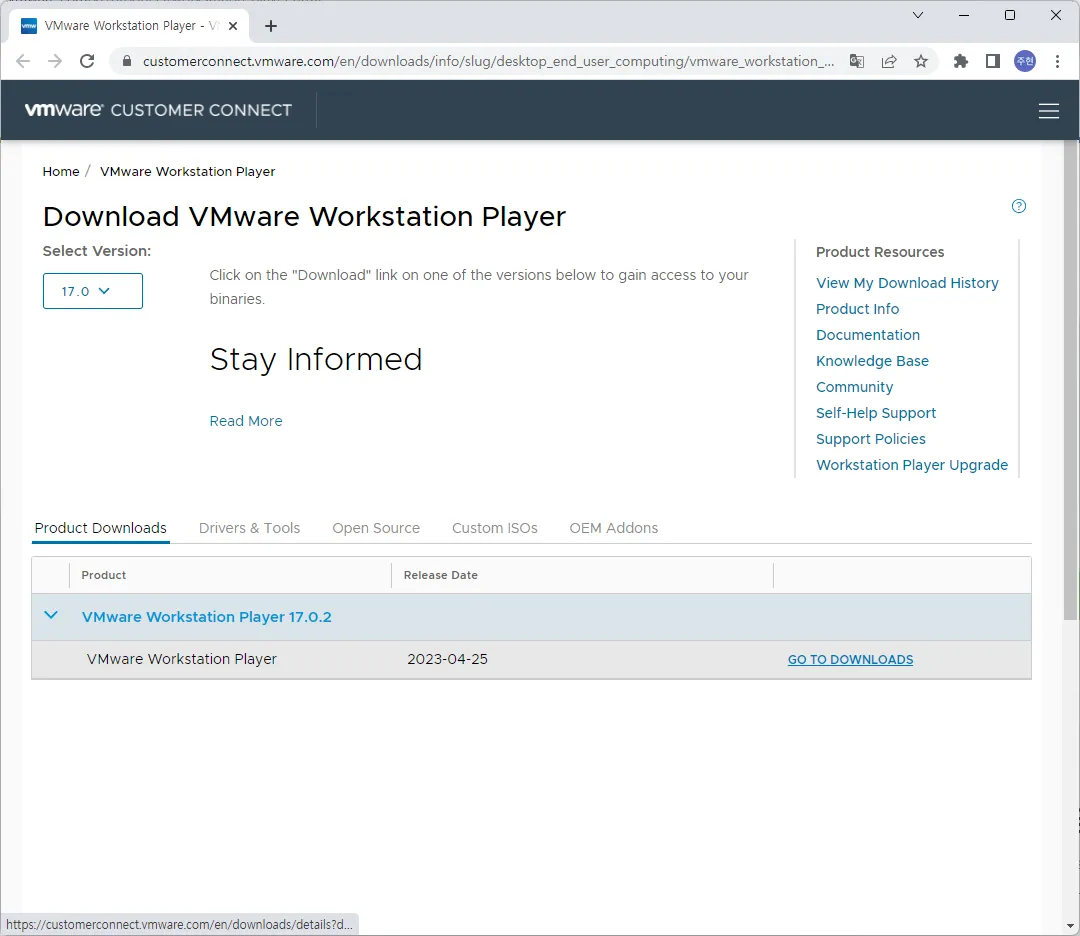 VMware Workstation Player - V
customerconnect.vmware.com/en/downloads/info/slug/desktop_end_user_computing/vmware_workstation_...
주헌
vmware CUSTOMER CONNECT
Home / VMware Workstation Player
Download VMware Workstation Player
Select Version:
17.0
Click on the "Download" link on one of the versions below to gain access to your
binaries.
Stay Informed
Read More
Product Resources
View My Download History
Product Info
Documentation
Knowledge Base
Community
Self-Help Support
Support Policies
Workstation Player Upgrade
Product Downloads Drivers & Tools Open Source Custom ISOs OEM Addons
Product Release Date
VMware Workstation Player 17.0.2
VMware Workstation Player 2023-04-25 GO TO DOWNLOADS
https://customerconnect.vmware.com/en/downloads/details?d...